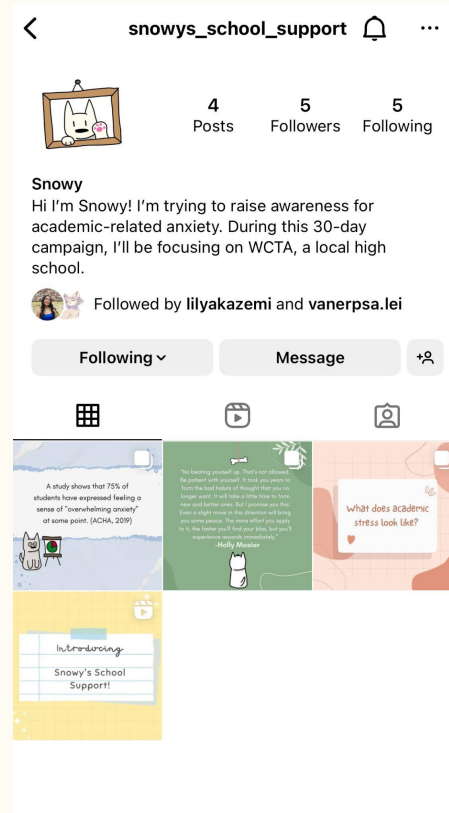 snowys_school_support
4
Posts
5
Followers
5
Following
Snowy
Hi I'm Snowy! I'm trying to raise awareness for
academic-related anxiety. During this 30-day
campaign, I'll be focusing on WCTA, a local high
school.
Followed by lilyakazemi and vanerpsa.lei
Following
Message
A study shows that 75% of
students have expressed feeling a
sense of "overwhelming anxiety"
at some point. (ACHA, 2019)
"No beating yourself up. That's not allowed.
Be patient with yourself. It took you years to
form the bad habits of thought that you no
longer want. It will take a little time to form
new and better ones. But I promise you this:
Even a slight move in this direction will bring
you some peace. The more effort you apply
to it, the faster you'll find your bliss, but you'll
experience rewards immediately."
-Holly Mosier
What does academic
stress look like?
Introducing
Snowy's School
Support!